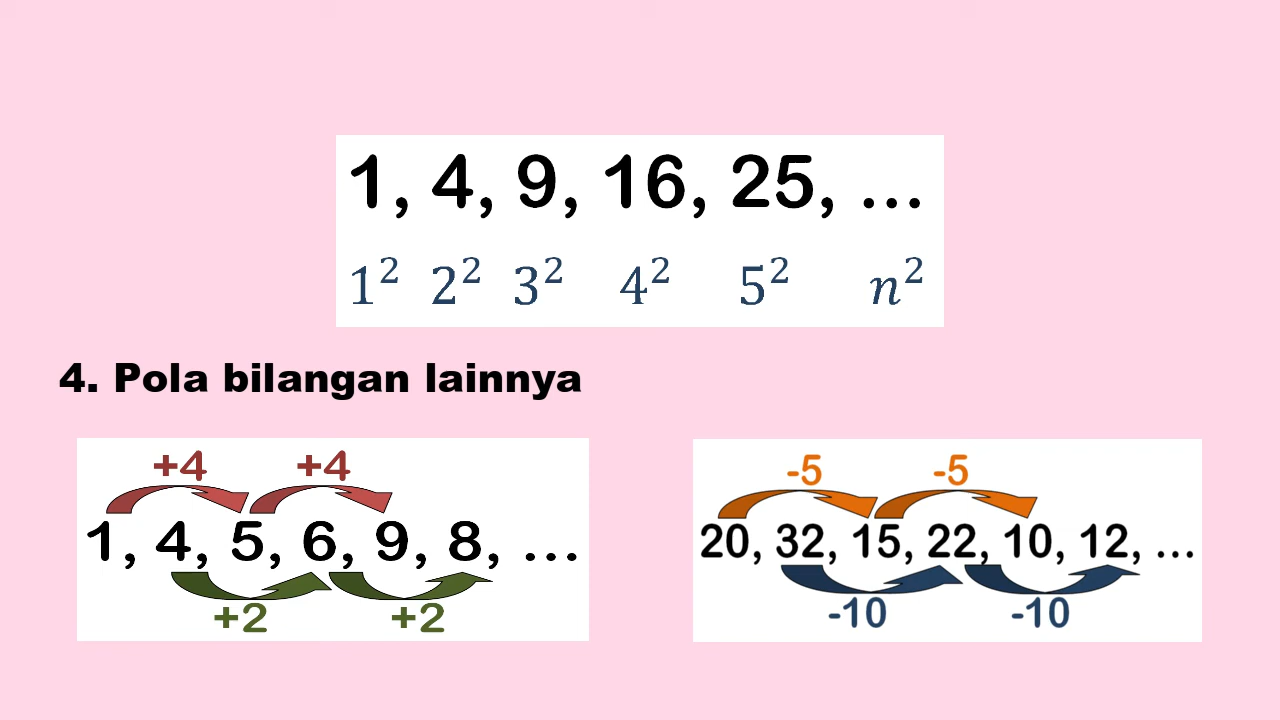 1, 4, 9, 16, 25, ...
1² 2² 3² 4² 5² n²
4. Pola bilangan lainnya
+4 +4
1, 4, 5, 6, 9, 8, ...
+2 +2
-5 -5
20, 32, 15, 22, 10, 12, ...
-10 -10